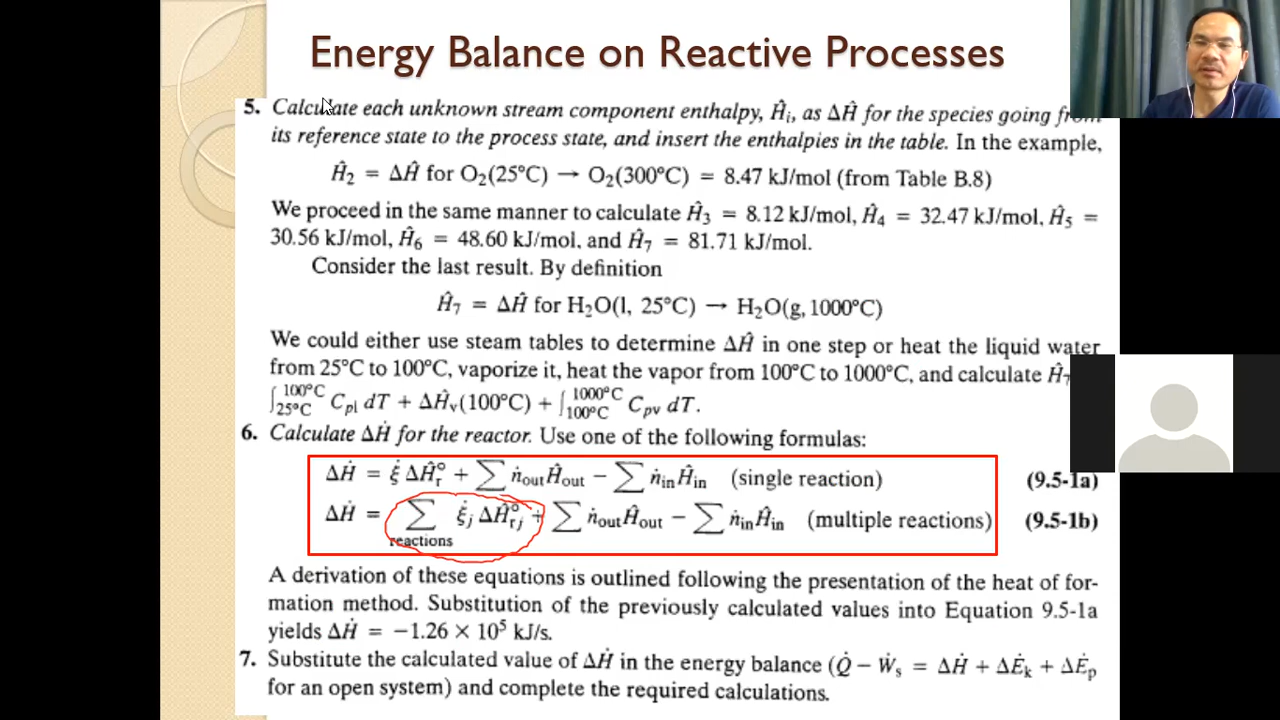 Energy Balance on Reactive Processes
5. Calculate each unknown stream component enthalpy, Ĥᵢ, as ΔĤ for the species going from
its reference state to the process state, and insert the enthalpies in the table. In the example,
Ĥ₂ = ΔĤ for O₂(25°C) → O₂(300°C) = 8.47 kJ/mol (from Table B.8)
We proceed in the same manner to calculate Ĥ₃ = 8.12 kJ/mol, Ĥ₄ = 32.47 kJ/mol, Ĥ₅ =
30.56 kJ/mol, Ĥ₆ = 48.60 kJ/mol, and Ĥ₇ = 81.71 kJ/mol.
Consider the last result. By definition
Ĥ₇ = ΔĤ for H₂O(l, 25°C) → H₂O(g, 1000°C)
We could either use steam tables to determine ΔĤ in one step or heat the liquid water
from 25°C to 100°C, vaporize it, heat the vapor from 100°C to 1000°C, and calculate Ĥ₇
∫25°C 100°C Cpl dT + ΔĤv(100°C) + ∫100°C 1000°C Cpv dT.
6. Calculate ΔḢ for the reactor. Use one of the following formulas:
ΔḢ = ξ̇ ΔĤr° + ∑ ṅout Ĥout − ∑ ṅin Ĥin (single reaction) (9.5-1a)
ΔḢ = ∑ ξ̇j ΔĤrj° + ∑ ṅout Ĥout − ∑ ṅin Ĥin (multiple reactions) (9.5-1b)
reactions
A derivation of these equations is outlined following the presentation of the heat of for-
mation method. Substitution of the previously calculated values into Equation 9.5-1a
yields ΔḢ = −1.26 × 10⁵ kJ/s.
7. Substitute the calculated value of ΔḢ in the energy balance (Q̇ − Ẇs = ΔḢ + ΔĖk + ΔĖp
for an open system) and complete the required calculations.